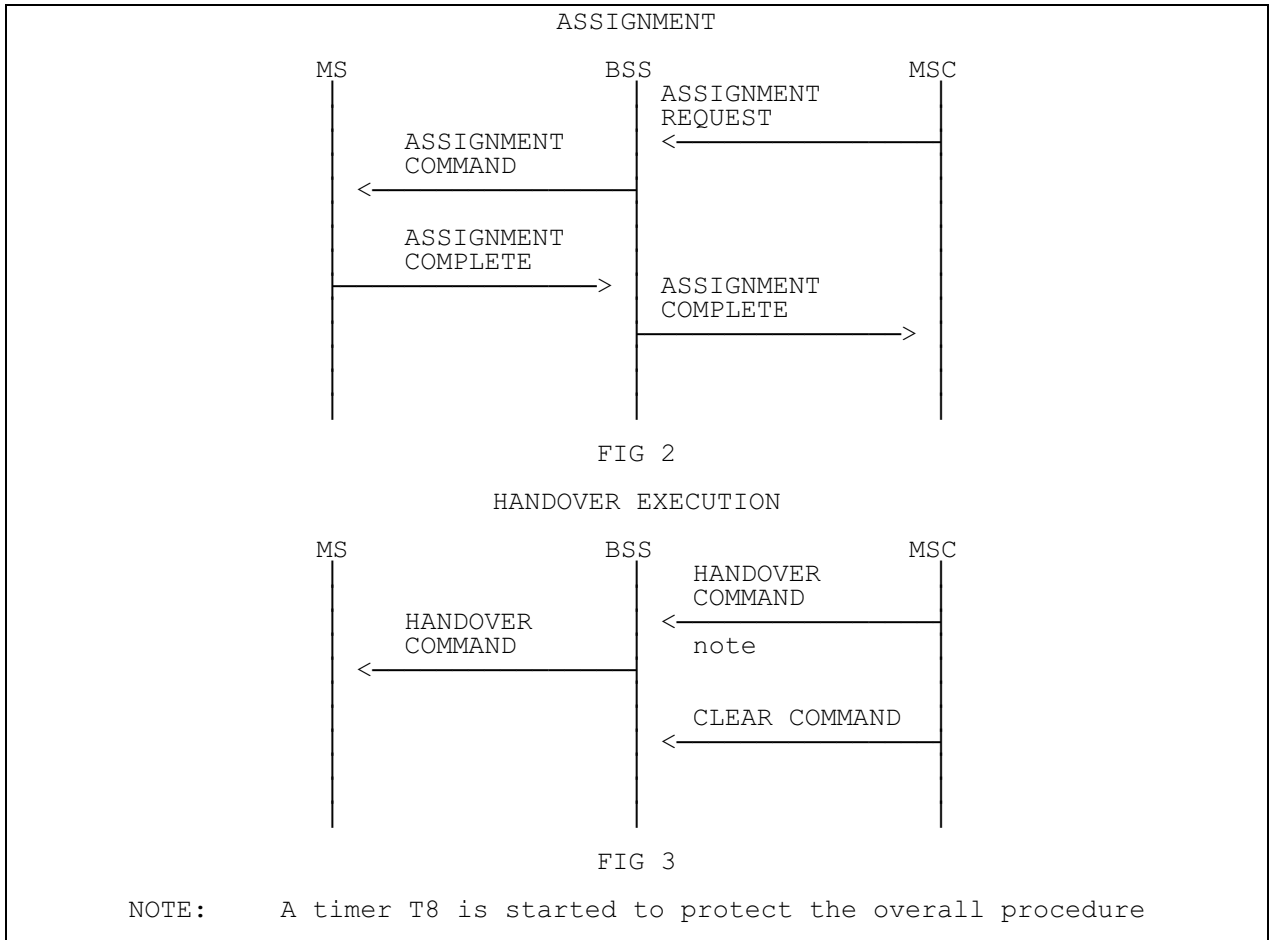 ASSIGNMENT
MS BSS MSC
ASSIGNMENT
REQUEST
ASSIGNMENT
COMMAND
ASSIGNMENT
COMPLETE
ASSIGNMENT
COMPLETE
FIG 2
HANDOVER EXECUTION
MS BSS MSC
HANDOVER
COMMAND
HANDOVER
COMMAND
note
CLEAR COMMAND
FIG 3
NOTE: A timer T8 is started to protect the overall procedure